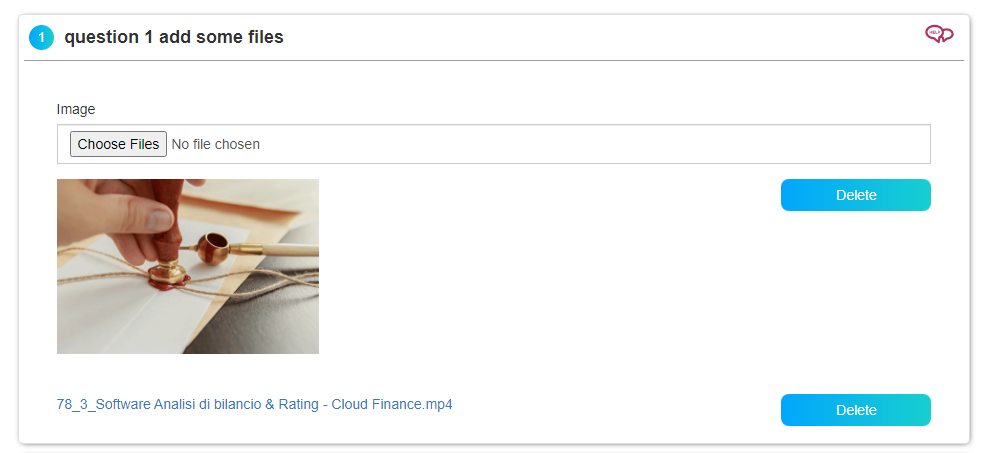 1 question 1 add some files
HELP
Image
Choose Files No file chosen
Delete
78_3_Software Analisi di bilancio & Rating - Cloud Finance.mp4
Delete